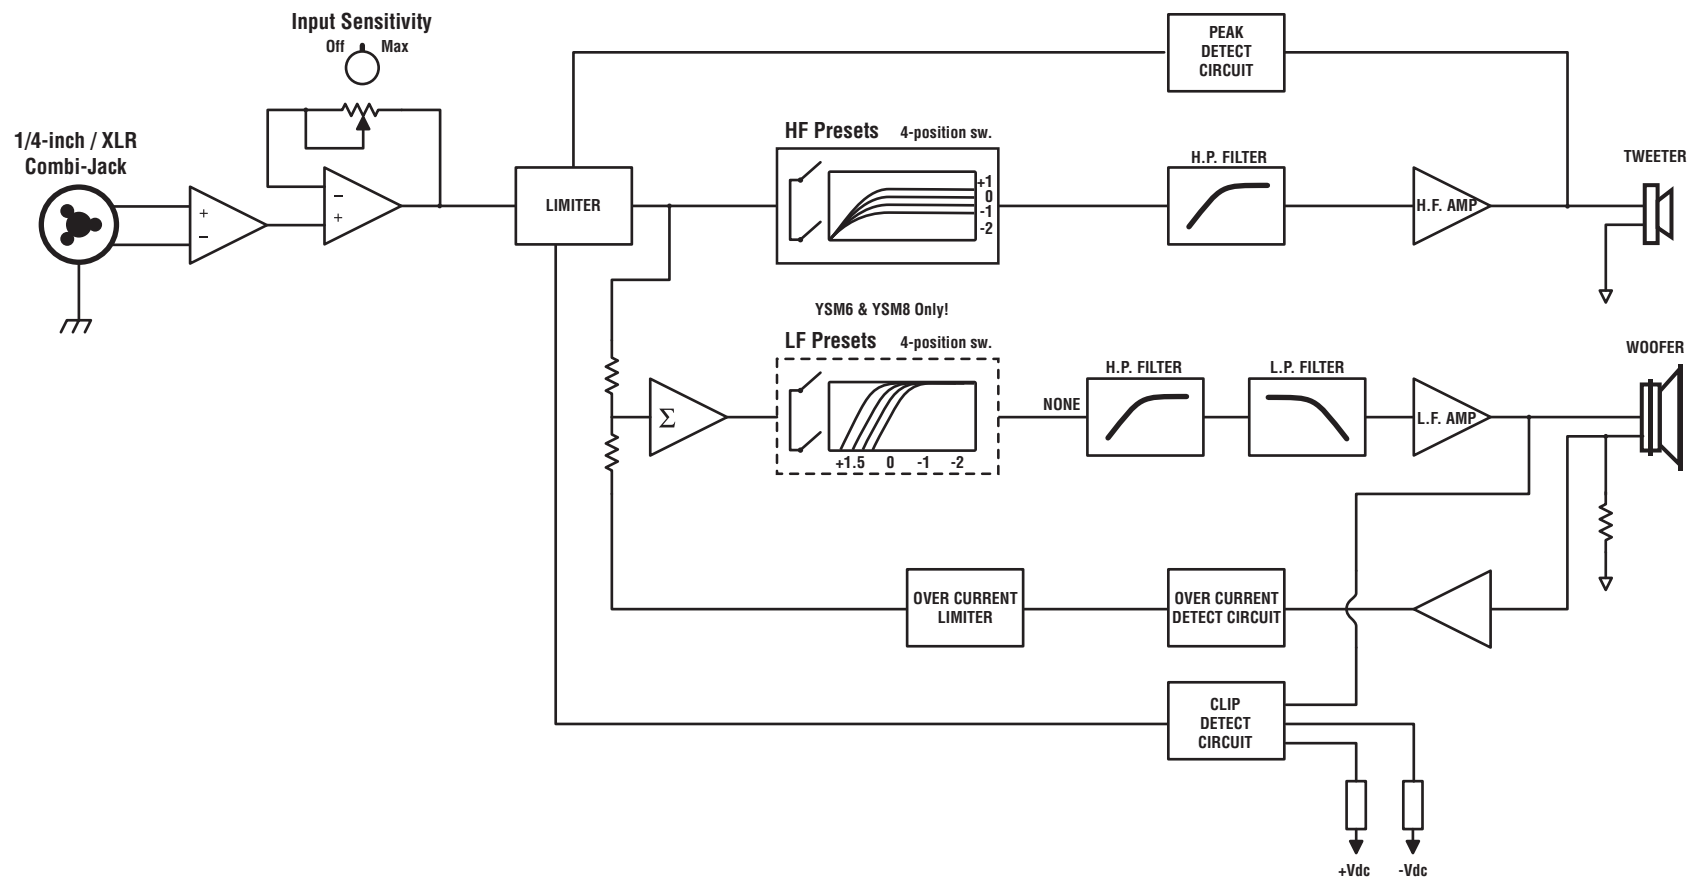 Input Sensitivity
Off Max
1/4-inch / XLR
Combi-Jack
+
−
−
+
LIMITER
PEAK
DETECT
CIRCUIT
HF Presets 4-position sw.
+1
0
-1
-2
H.P. FILTER
H.F. AMP
TWEETER
YSM6 & YSM8 Only!
LF Presets 4-position sw.
Σ
+1.5 0 -1 -2
NONE
H.P. FILTER
L.P. FILTER
L.F. AMP
WOOFER
OVER CURRENT
LIMITER
OVER CURRENT
DETECT CIRCUIT
CLIP
DETECT
CIRCUIT
+Vdc -Vdc